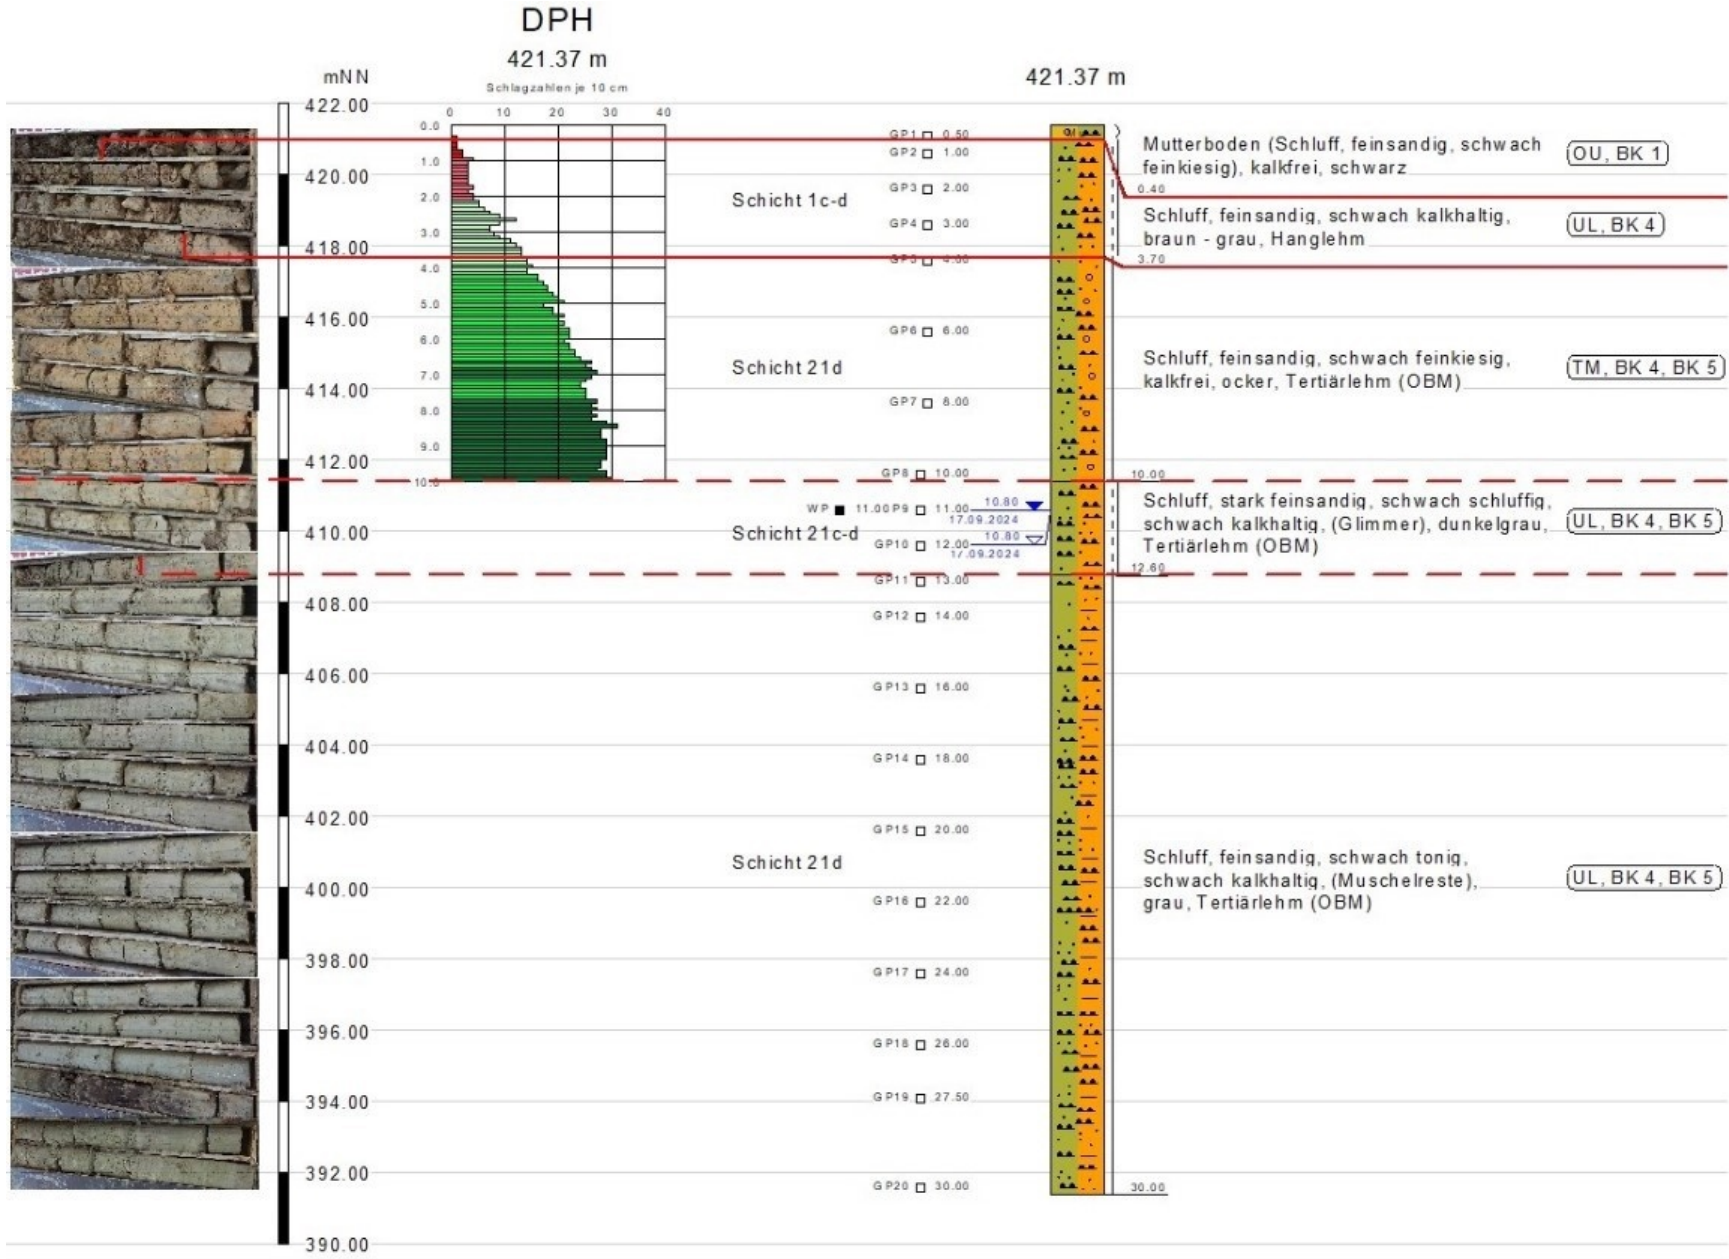 DPH
421.37 m
Schlagzahlen je 10 cm
0 10 20 30 40
0.0
1.0
2.0
3.0
4.0
5.0
6.0
7.0
8.0
9.0
10.0
mNN
422.00
420.00
418.00
416.00
414.00
412.00
410.00
408.00
406.00
404.00
402.00
400.00
398.00
396.00
394.00
392.00
390.00
Schicht 1c-d
Schicht 21d
Schicht 21c-d
Schicht 21d
GP1 0.50
GP2 1.00
GP3 2.00
GP4 3.00
GP5 4.00
GP6 6.00
GP7 8.00
GP8 10.00
WP 11.00 P9 11.00
GP10 12.00
GP11 13.00
GP12 14.00
GP13 16.00
GP14 18.00
GP15 20.00
GP16 22.00
GP17 24.00
GP18 26.00
GP19 27.50
GP20 30.00
10.80
17.09.2024
10.80
17.09.2024
421.37 m
Mutterboden (Schluff, feinsandig, schwach
feinkiesig), kalkfrei, schwarz
OU, BK 1
0.40
Schluff, feinsandig, schwach kalkhaltig,
braun - grau, Hanglehm
UL, BK 4
3.70
Schluff, feinsandig, schwach feinkiesig,
kalkfrei, ocker, Tertiärlehm (OBM)
TM, BK 4, BK 5
10.00
Schluff, stark feinsandig, schwach schluffig,
schwach kalkhaltig, (Glimmer), dunkelgrau,
Tertiärlehm (OBM)
UL, BK 4, BK 5
12.60
Schluff, feinsandig, schwach tonig,
schwach kalkhaltig, (Muschelreste),
grau, Tertiärlehm (OBM)
UL, BK 4, BK 5
30.00